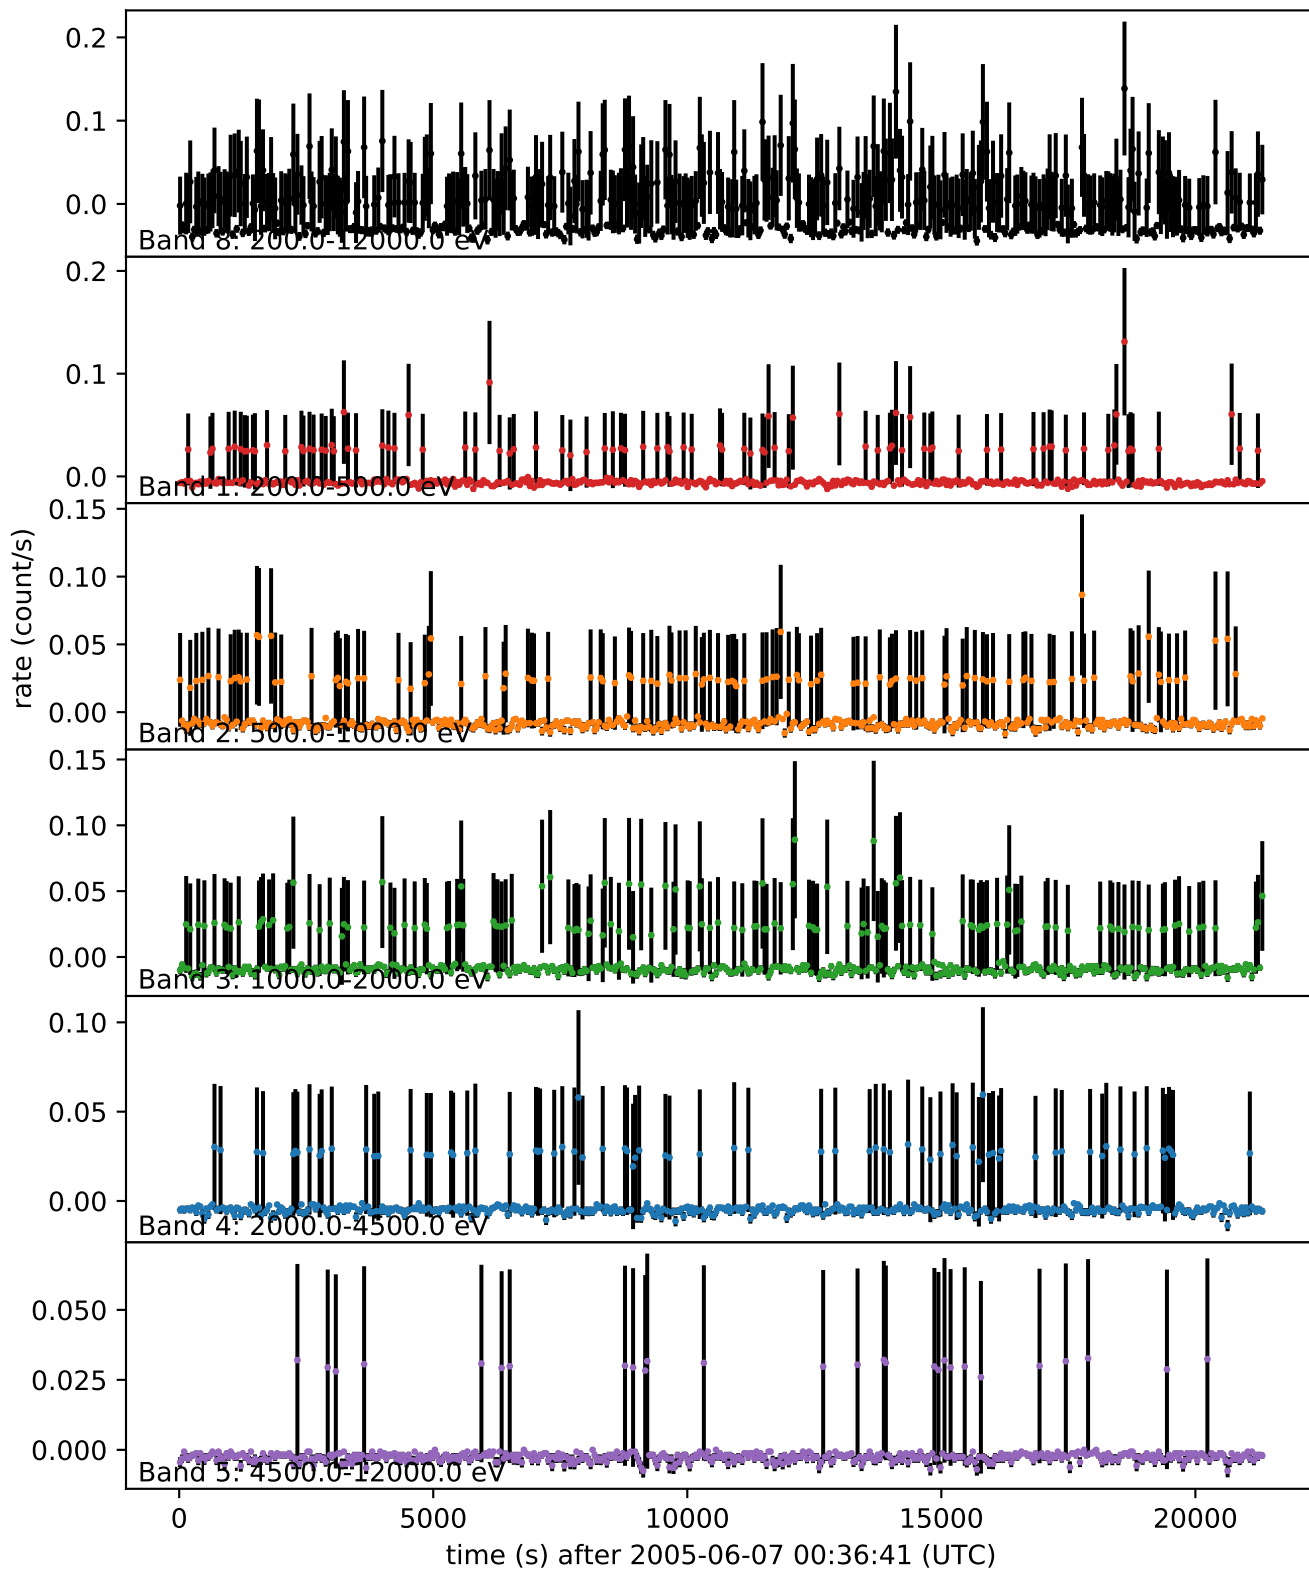 0.2
0.1
0.0
Band 8: 200.0-12000.0 eV
0.2
0.1
0.0
Band 1: 200.0-500.0 eV
0.15
0.10
0.05
0.00
Band 2: 500.0-1000.0 eV
rate (count/s)
0.15
0.10
0.05
0.00
Band 3: 1000.0-2000.0 eV
0.10
0.05
0.00
Band 4: 2000.0-4500.0 eV
0.050
0.025
0.000
Band 5: 4500.0-12000.0 eV
0 5000 10000 15000 20000
time (s) after 2005-06-07 00:36:41 (UTC)